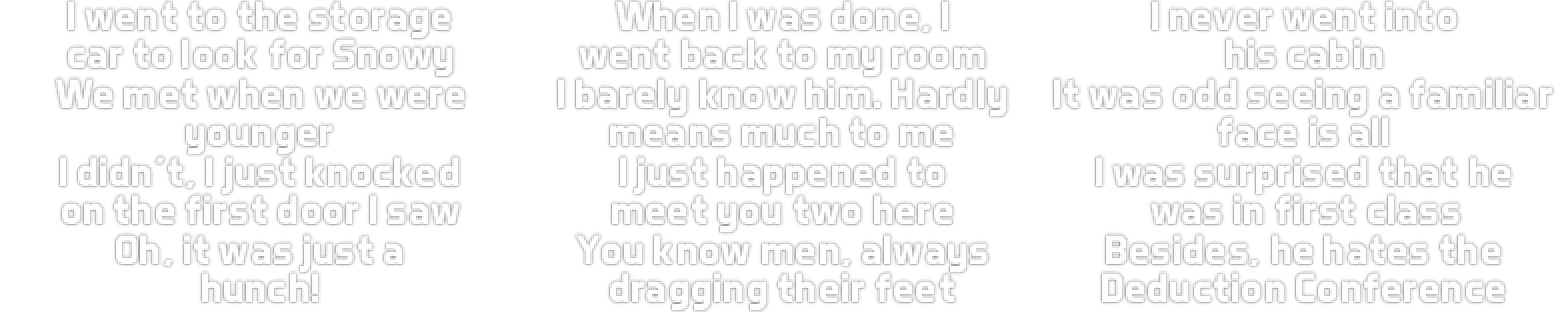 I went to the storage
car to look for Snowy
We met when we were
younger
I didn´t, I just knocked
on the first door I saw
Oh, it was just a
hunch!
When I was done, I
went back to my room
I barely know him. Hardly
means much to me
I just happened to
meet you two here
You know men, always
dragging their feet
I never went into
his cabin
It was odd seeing a familiar
face is all
I was surprised that he
was in first class
Besides, he hates the
Deduction Conference